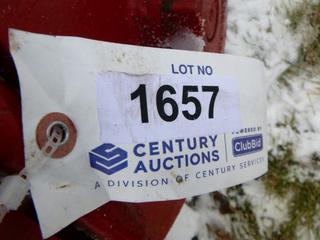 LOT NO
1657
CENTURY
AUCTIONS
POWERED BY
ClubBid
A DIVISION OF CENTURY SERVICES